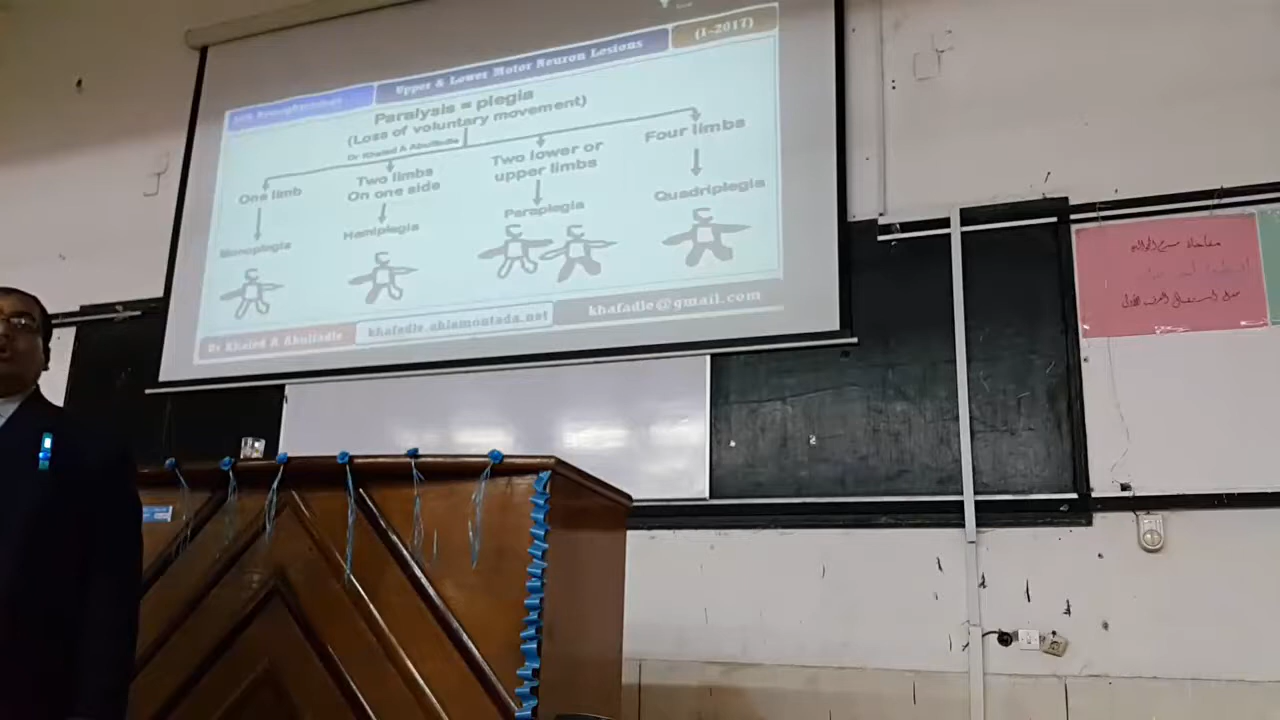 Upper & Lower Motor Neuron Lesions
(1-2017)
Paralysis = plegia
(Loss of voluntary movement)
Dr Khaled A Abulfadle
One limb
Two limbs
On one side
Two lower or
upper limbs
Four limbs
Monoplegia
Hemiplegia
Paraplegia
Quadriplegia
Dr Khaled A Abulfadle
khafadle.ahlamontada.net
khafadle@gmail.com